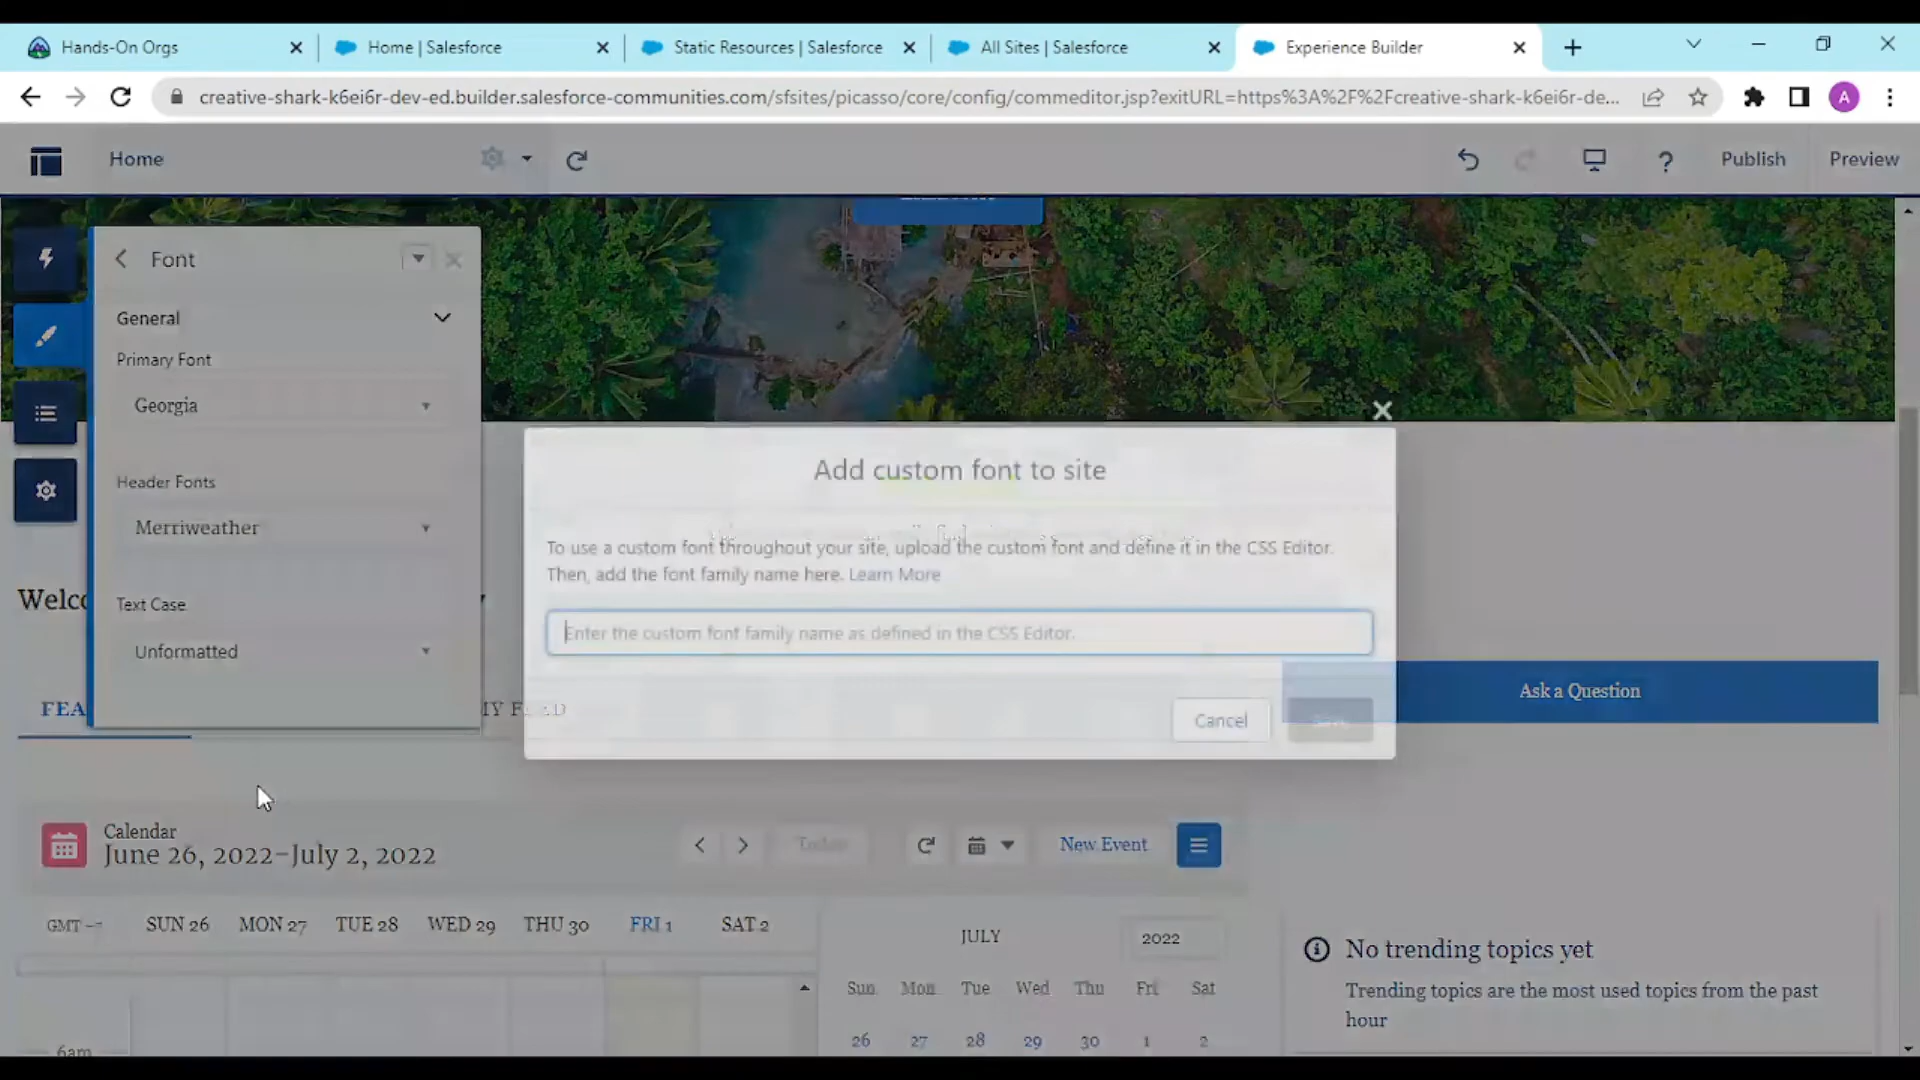 Hands-On Orgs
Home | Salesforce
Static Resources | Salesforce
All Sites | Salesforce
Experience Builder
creative-shark-k6ei6r-dev-ed.builder.salesforce-communities.com/sfsites/picasso/core/config/commeditor.jsp?exitURL=https%3A%2F%2Fcreative-shark-k6ei6r-de...
A
Home
?
Publish
Preview
Font
General
Primary Font
Georgia
Header Fonts
Merriweather
Text Case
Unformatted
Add custom font to site
To use a custom font throughout your site, upload the custom font and define it in the CSS Editor.
Then, add the font family name here. Learn More
Enter the custom font family name as defined in the CSS Editor.
Cancel
Ask a Question
Calendar
June 26, 2022–July 2, 2022
Today
New Event
GMT −7
SUN 26
MON 27
TUE 28
WED 29
THU 30
FRI 1
SAT 2
6am
JULY
2022
Sun
Mon
Tue
Wed
Thu
Fri
Sat
26
27
28
29
30
1
2
No trending topics yet
Trending topics are the most used topics from the past
hour